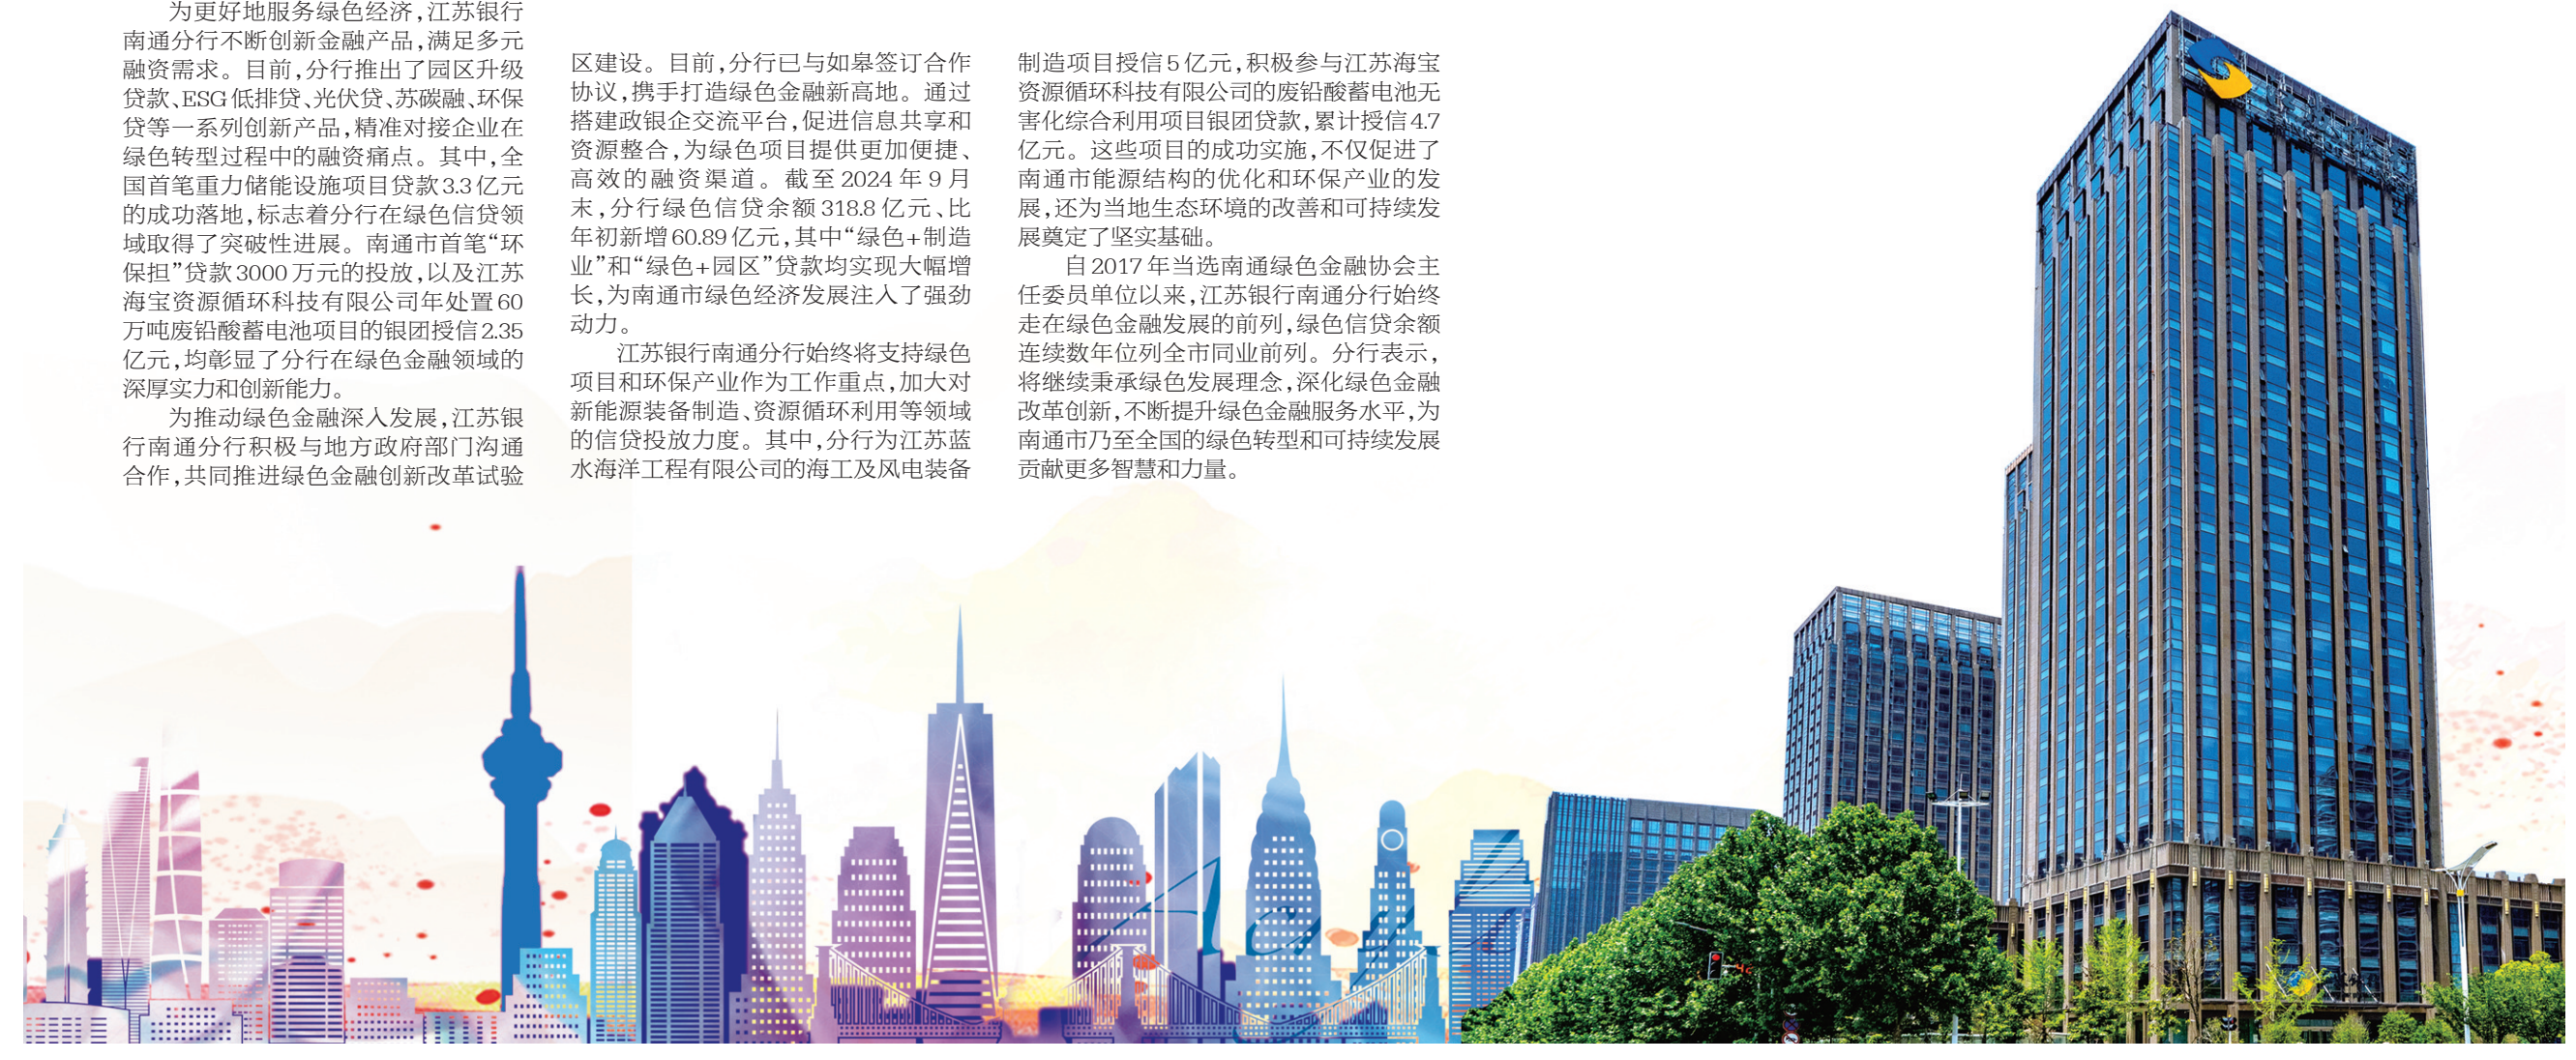 为更好地服务绿色经济，江苏银行
南通分行不断创新金融产品，满足多元
融资需求。目前，分行推出了园区升级
贷款、ESG低排贷、光伏贷、苏碳融、环保
贷等一系列创新产品，精准对接企业在
绿色转型过程中的融资痛点。其中，全
国首笔重力储能设施项目贷款3.3亿元
的成功落地，标志着分行在绿色信贷领
域取得了突破性进展。南通市首笔“环
保担”贷款3000万元的投放，以及江苏
海宝资源循环科技有限公司年处置60
万吨废铅酸蓄电池项目的银团授信2.35
亿元，均彰显了分行在绿色金融领域的
深厚实力和创新能力。
为推动绿色金融深入发展，江苏银
行南通分行积极与地方政府部门沟通
合作，共同推进绿色金融创新改革试验
区建设。目前，分行已与如皋签订合作
协议，携手打造绿色金融新高地。通过
搭建政银企交流平台，促进信息共享和
资源整合，为绿色项目提供更加便捷、
高效的融资渠道。截至2024年9月
末，分行绿色信贷余额318.8亿元、比
年初新增60.89亿元，其中“绿色+制造
业”和“绿色+园区”贷款均实现大幅增
长，为南通市绿色经济发展注入了强劲
动力。
江苏银行南通分行始终将支持绿色
项目和环保产业作为工作重点，加大对
新能源装备制造、资源循环利用等领域
的信贷投放力度。其中，分行为江苏蓝
水海洋工程有限公司的海工及风电装备
制造项目授信5亿元，积极参与江苏海宝
资源循环科技有限公司的废铅酸蓄电池无
害化综合利用项目银团贷款，累计授信4.7
亿元。这些项目的成功实施，不仅促进了
南通市能源结构的优化和环保产业的发
展，还为当地生态环境的改善和可持续发
展奠定了坚实基础。
自2017年当选南通绿色金融协会主
任委员单位以来，江苏银行南通分行始终
走在绿色金融发展的前列，绿色信贷余额
连续数年位列全市同业前列。分行表示，
将继续秉承绿色发展理念，深化绿色金融
改革创新，不断提升绿色金融服务水平，为
南通市乃至全国的绿色转型和可持续发展
贡献更多智慧和力量。